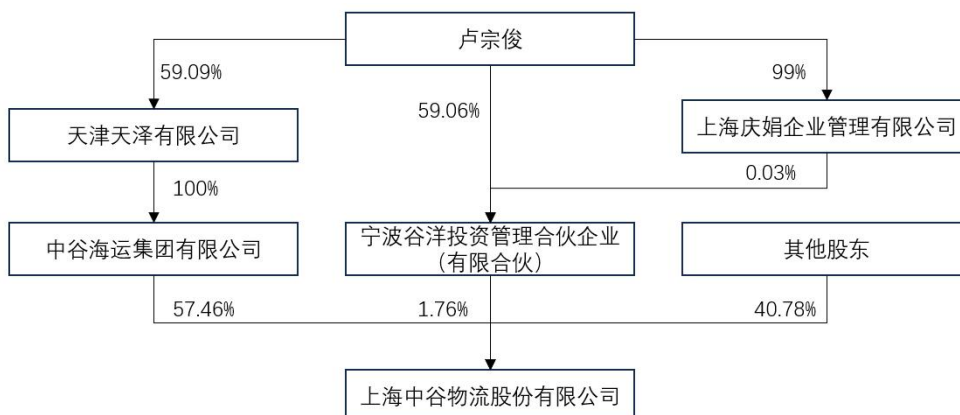 卢宗俊
59.09%
59.06%
99%
天津天泽有限公司
上海庆娟企业管理有限公司
100%
0.03%
中谷海运集团有限公司
宁波谷洋投资管理合伙企业
（有限合伙）
其他股东
57.46%
1.76%
40.78%
上海中谷物流股份有限公司